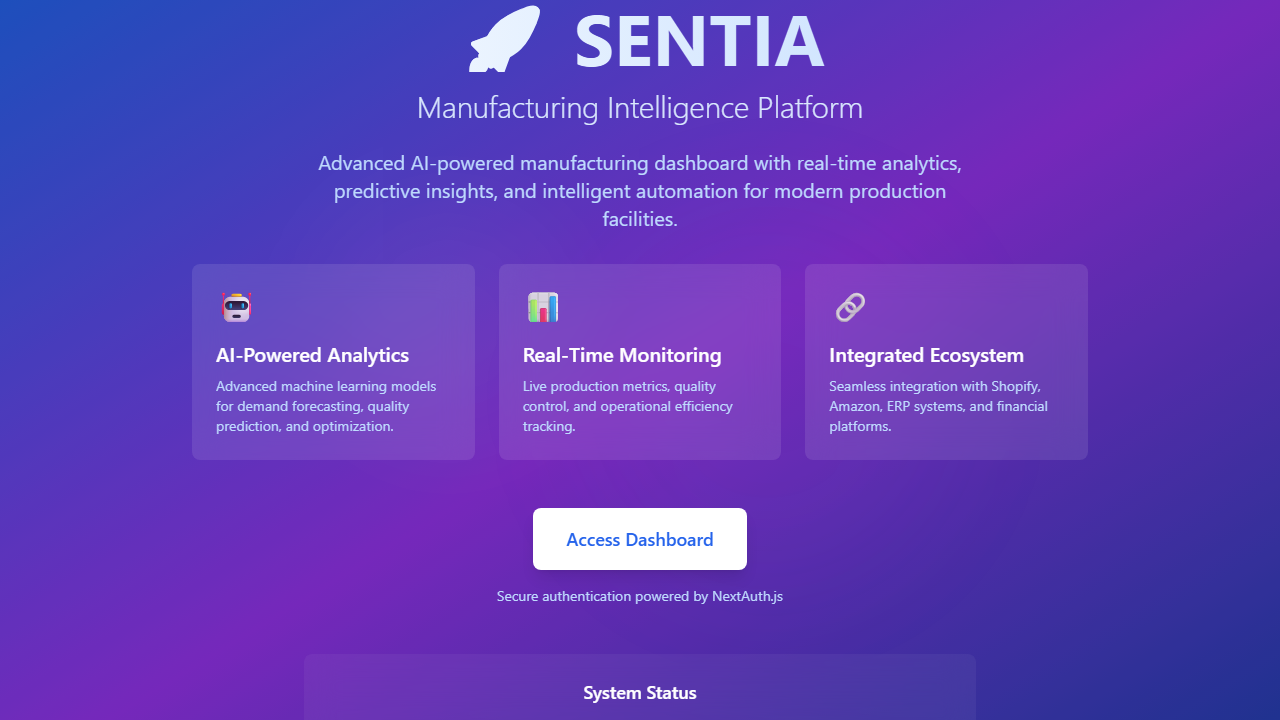 SENTIA
Manufacturing Intelligence Platform
Advanced AI-powered manufacturing dashboard with real-time analytics,
predictive insights, and intelligent automation for modern production
facilities.
AI-Powered Analytics
Advanced machine learning models
for demand forecasting, quality
prediction, and optimization.
Real-Time Monitoring
Live production metrics, quality
control, and operational efficiency
tracking.
Integrated Ecosystem
Seamless integration with Shopify,
Amazon, ERP systems, and financial
platforms.
Access Dashboard
Secure authentication powered by NextAuth.js
System Status